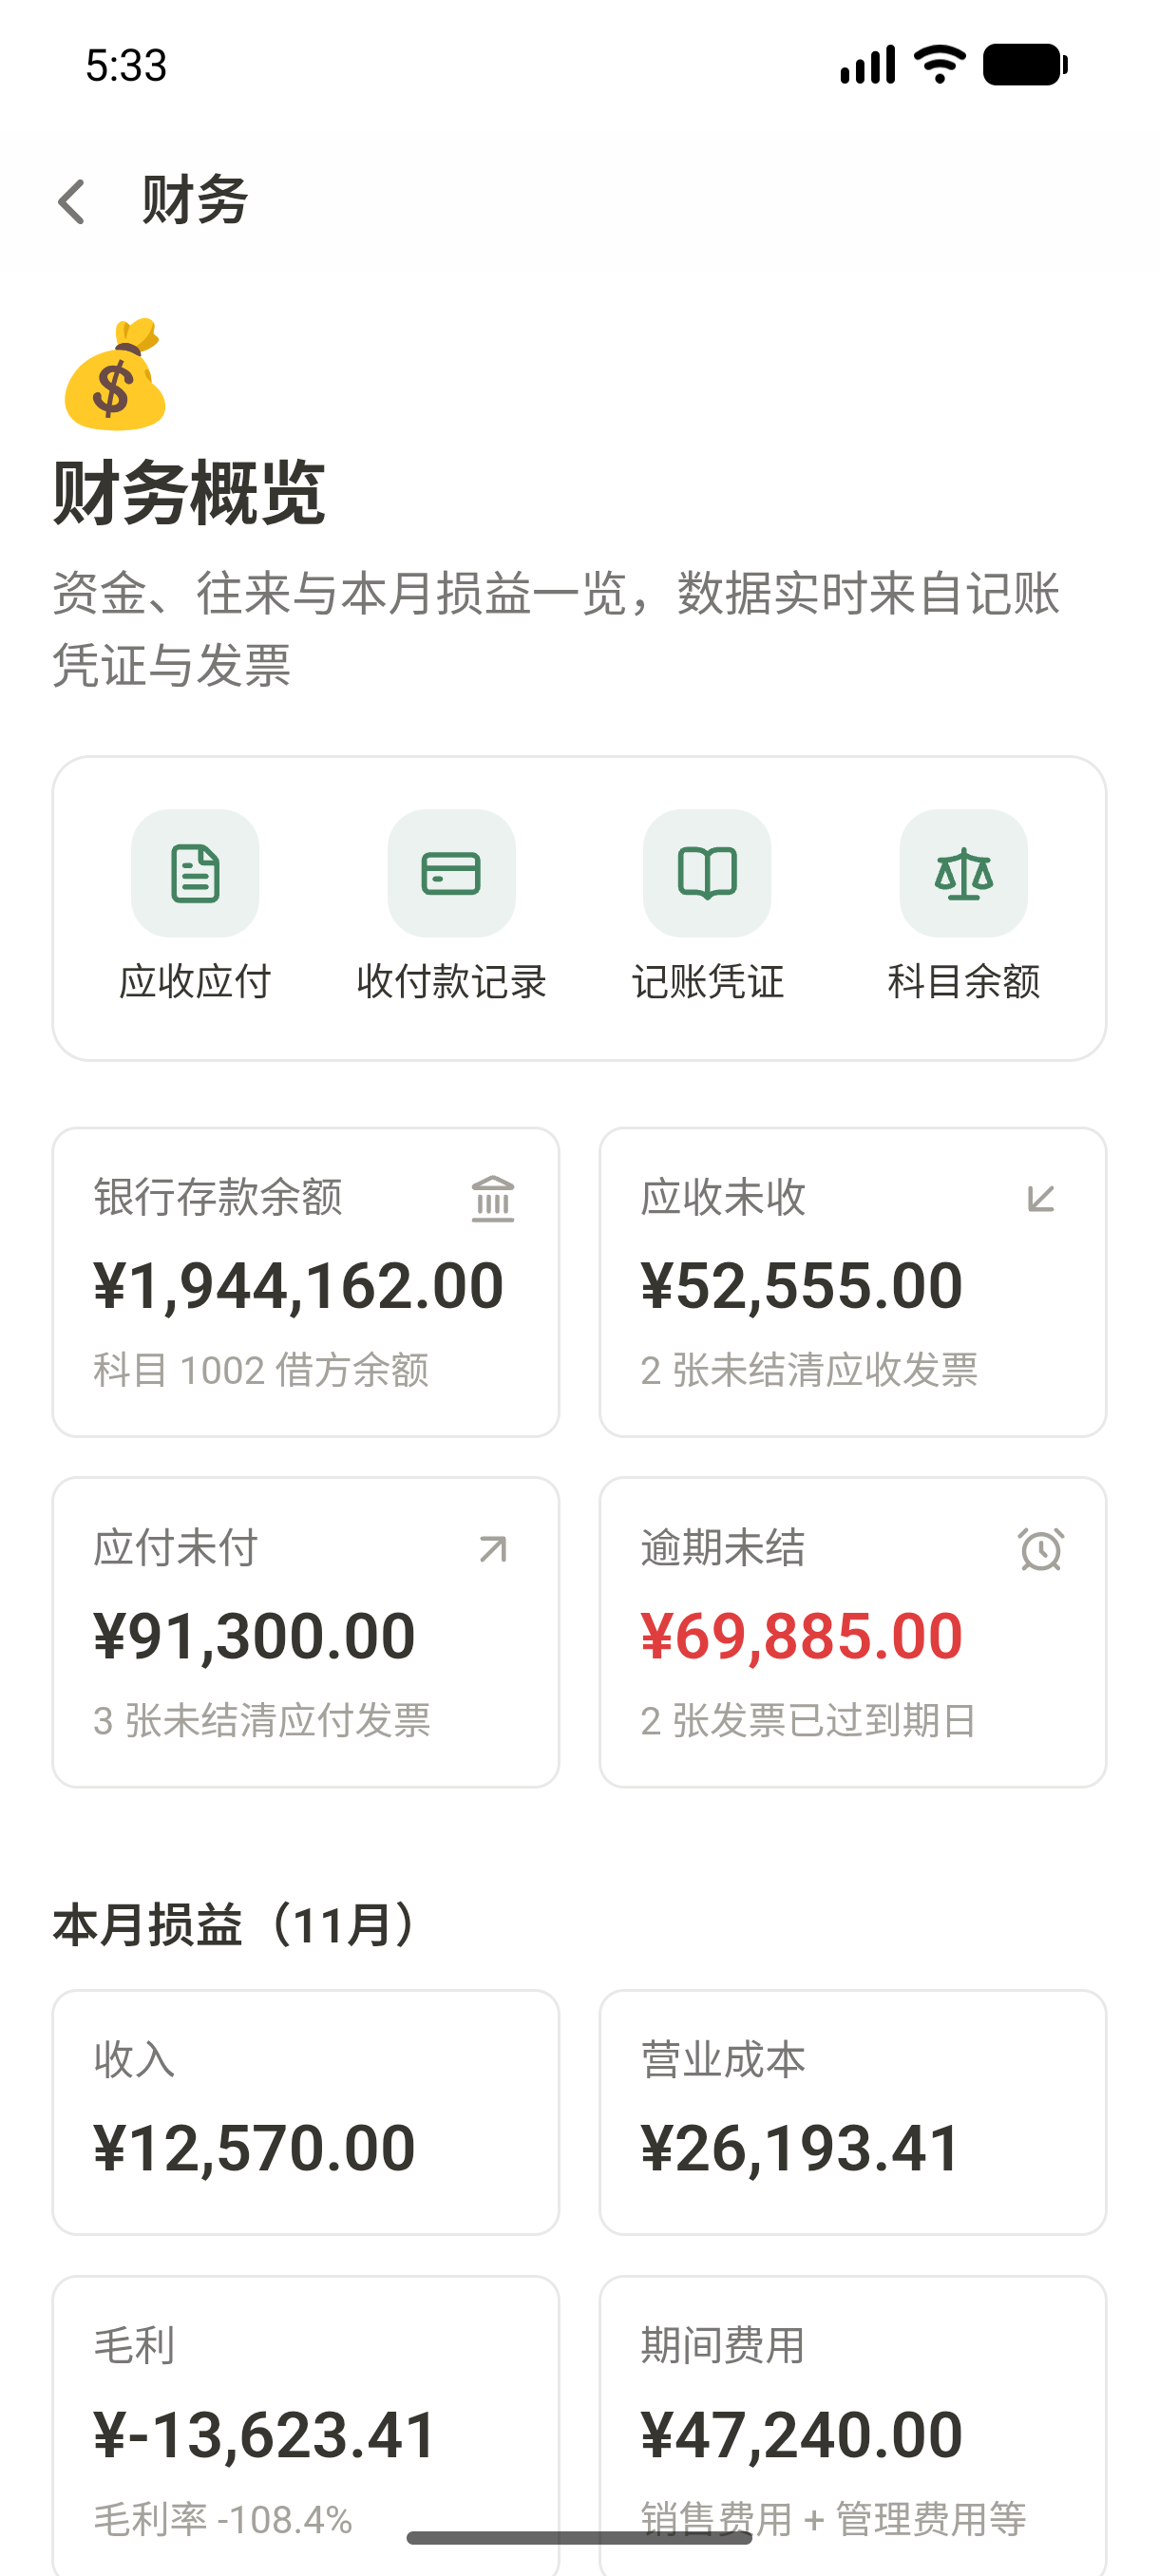 5:33
财务
财务概览
资金、往来与本月损益一览，数据实时来自记账
凭证与发票
应收应付
收付款记录
记账凭证
科目余额
银行存款余额
¥1,944,162.00
科目 1002 借方余额
应收未收
¥52,555.00
2 张未结清应收发票
应付未付
¥91,300.00
3 张未结清应付发票
逾期未结
¥69,885.00
2 张发票已过到期日
本月损益（11月）
收入
¥12,570.00
营业成本
¥26,193.41
毛利
¥-13,623.41
毛利率 -108.4%
期间费用
¥47,240.00
销售费用 + 管理费用等